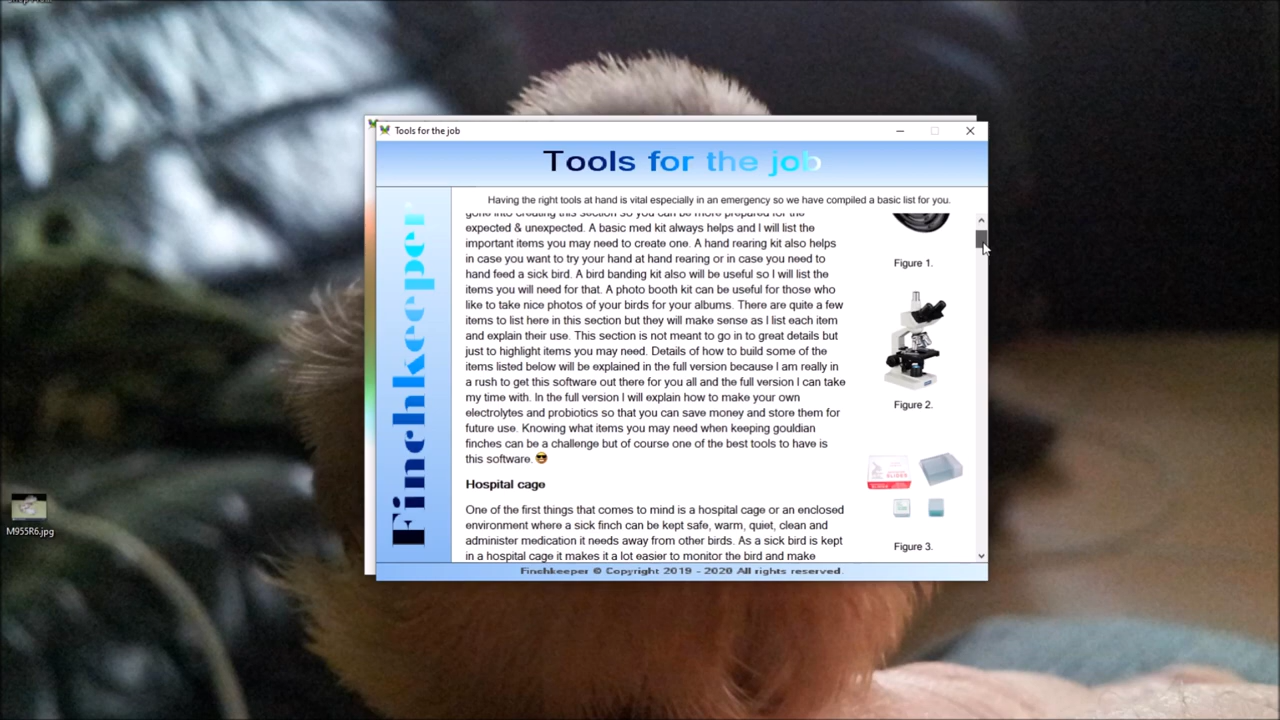 Tools for the job
Tools for the job
Finchkeeper
Having the right tools at hand is vital especially in an emergency so we have compiled a basic list for you.
gone into creating this section so you can be more prepared for the
expected & unexpected. A basic med kit always helps and I will list the
important items you may need to create one. A hand rearing kit also helps
in case you want to try your hand at hand rearing or in case you need to
hand feed a sick bird. A bird banding kit also will be useful so I will list the
items you will need for that. A photo booth kit can be useful for those who
like to take nice photos of your birds for your albums. There are quite a few
items to list here in this section but they will make sense as I list each item
and explain their use. This section is not meant to go in to great details but
just to highlight items you may need. Details of how to build some of the
items listed below will be explained in the full version because I am really in
a rush to get this software out there for you all and the full version I can take
my time with. In the full version I will explain how to make your own
electrolytes and probiotics so that you can save money and store them for
future use. Knowing what items you may need when keeping gouldian
finches can be a challenge but of course one of the best tools to have is
this software. 😎
Hospital cage
One of the first things that comes to mind is a hospital cage or an enclosed
environment where a sick finch can be kept safe, warm, quiet, clean and
administer medication it needs away from other birds. As a sick bird is kept
in a hospital cage it makes it a lot easier to monitor the bird and make
Figure 1.
Figure 2.
Figure 3.
Finchkeeper © Copyright 2019 - 2020 All rights reserved.
M955R6.jpg